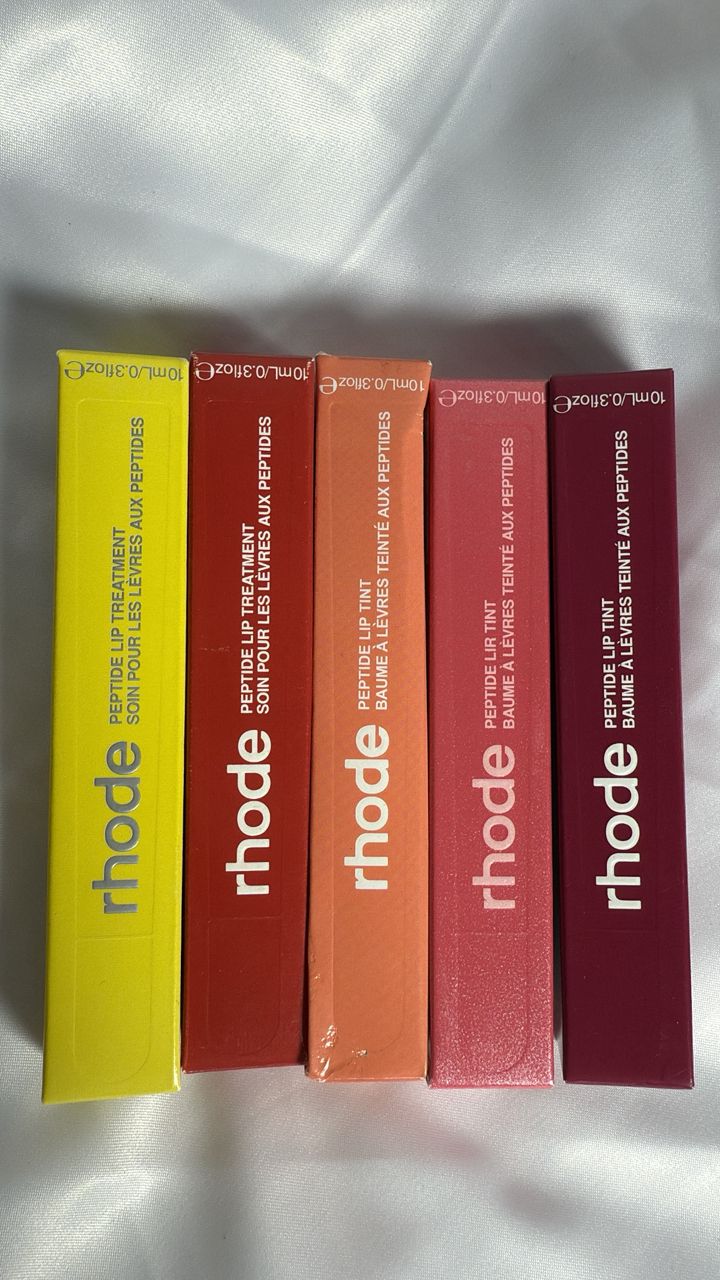 10mL/0.3floz℮
rhode
PEPTIDE LIP TREATMENT
SOIN POUR LES LÈVRES AUX PEPTIDES
10mL/0.3floz℮
rhode
PEPTIDE LIP TREATMENT
SOIN POUR LES LÈVRES AUX PEPTIDES
10mL/0.3floz℮
rhode
PEPTIDE LIP TINT
BAUME À LÈVRES TEINTÉ AUX PEPTIDES
10mL/0.3floz℮
rhode
PEPTIDE LIP TINT
BAUME À LÈVRES TEINTÉ AUX PEPTIDES
10mL/0.3floz℮
rhode
PEPTIDE LIP TINT
BAUME À LÈVRES TEINTÉ AUX PEPTIDES